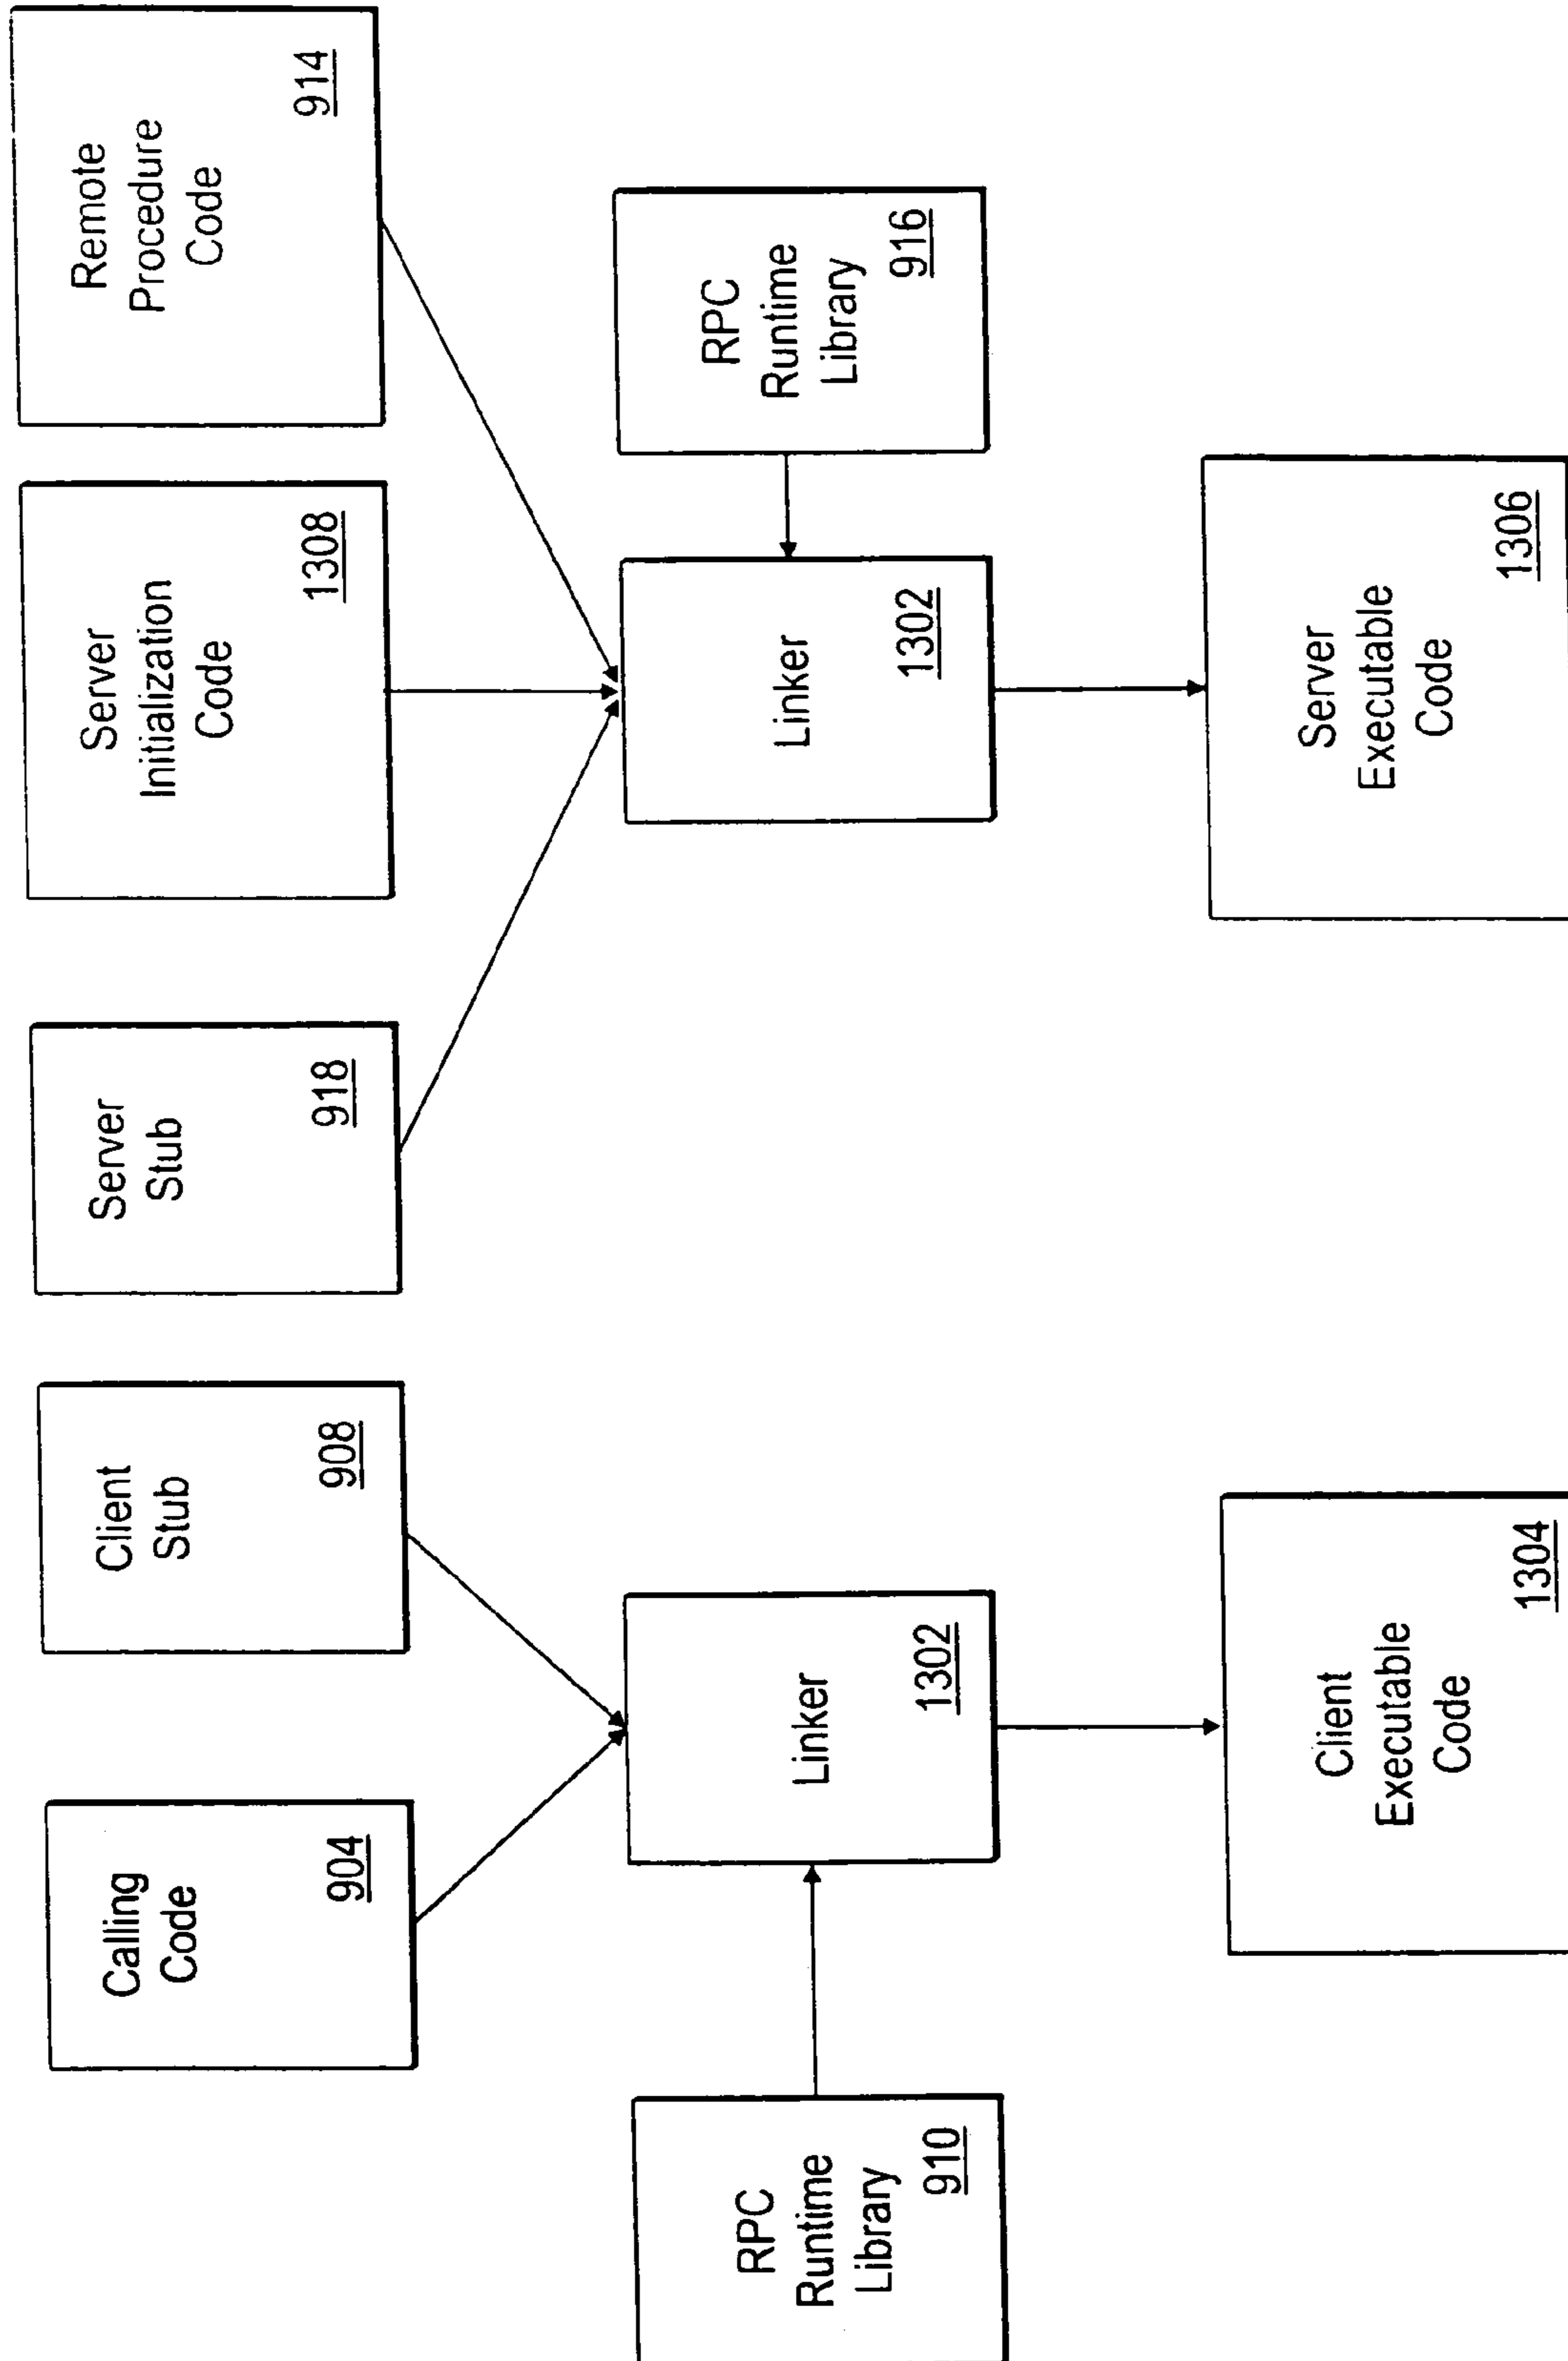 Calling
Code
904
Client
Stub
908
Server
Stub
918
Server
Initialization
Code
1308
Remote
Procedure
Code
914
RPC
Runtime
Library
910
Linker
1302
Linker
1302
RPC
Runtime
Library
916
Client
Executable
Code
1304
Server
Executable
Code
1306